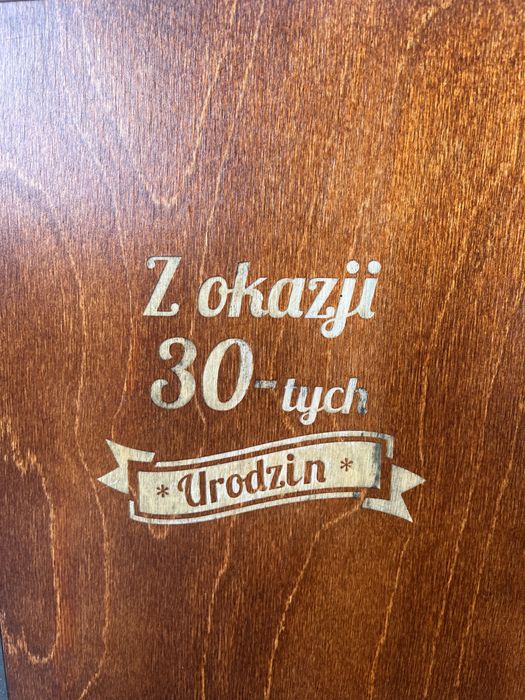 Z okazji
30-tych
* Urodzin *